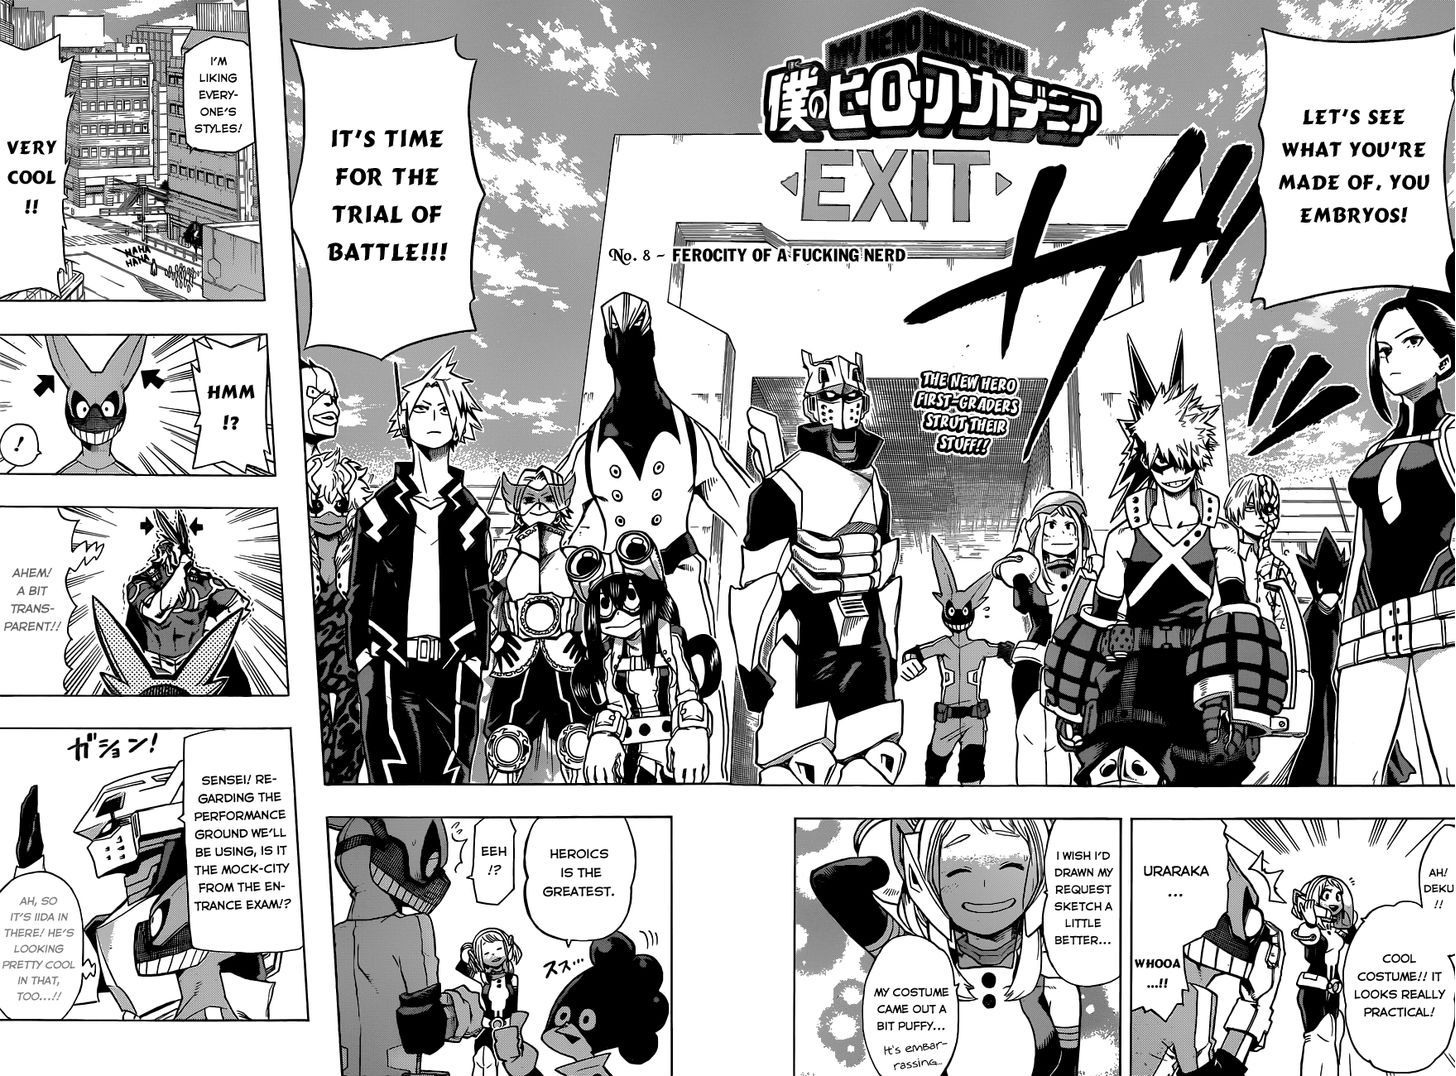 LET'S SEE
WHAT YOU'RE
MADE OF, YOU
EMBRYOS!
MY HERO ACADEMIA
僕のヒーローアカデミア
EXIT
No. 8 ~ FEROCITY OF A FUCKING NERD
THE NEW HERO
FIRST-GRADERS
STRUT THEIR
STUFF!!
IT'S TIME
FOR THE
TRIAL OF
BATTLE!!!
AH!
DEKU
!!
URARAKA
...
COOL
COSTUME!! IT
LOOKS REALLY
PRACTICAL!
WHOOA
...!!
I WISH I'D
DRAWN MY
REQUEST
SKETCH A
LITTLE
BETTER...
MY COSTUME
CAME OUT A
BIT PUFFY...
It's embar-
rassing..
HEROICS
IS THE
GREATEST.
EEH
!?
ススス...
I'M
LIKING
EVERY-
ONE'S
STYLES!
VERY
COOL
!!
HAHA
HAHA
HMM
!?
!
AHEM!
A BIT
TRANS-
PARENT!!
ガション!
SENSEI! RE-
GARDING THE
PERFORMANCE
GROUND WE'LL
BE USING, IS IT
THE MOCK-CITY
FROM THE EN-
TRANCE EXAM!?
AH, SO
IT'S IIDA IN
THERE! HE'S
LOOKING
PRETTY COOL
IN THAT,
TOO...!!